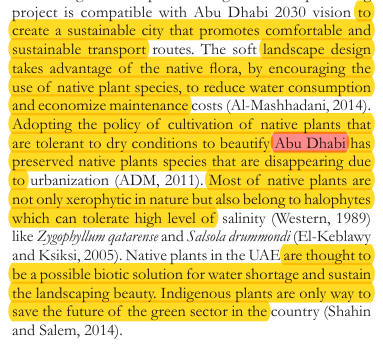 project is compatible with Abu Dhabi 2030 vision to
create a sustainable city that promotes comfortable and
sustainable transport routes. The soft landscape design
takes advantage of the native flora, by encouraging the
use of native plant species, to reduce water consumption
and economize maintenance costs (Al-Mashhadani, 2014).
Adopting the policy of cultivation of native plants that
are tolerant to dry conditions to beautify Abu Dhabi has
preserved native plants species that are disappearing due
to urbanization (ADM, 2011). Most of native plants are
not only xerophytic in nature but also belong to halophytes
which can tolerate high level of salinity (Western, 1989)
like Zygophyllum qatarense and Salsola drummondi (El-Keblawy
and Ksiksi, 2005). Native plants in the UAE are thought to
be a possible biotic solution for water shortage and sustain
the landscaping beauty. Indigenous plants are only way to
save the future of the green sector in the country (Shahin
and Salem, 2014).